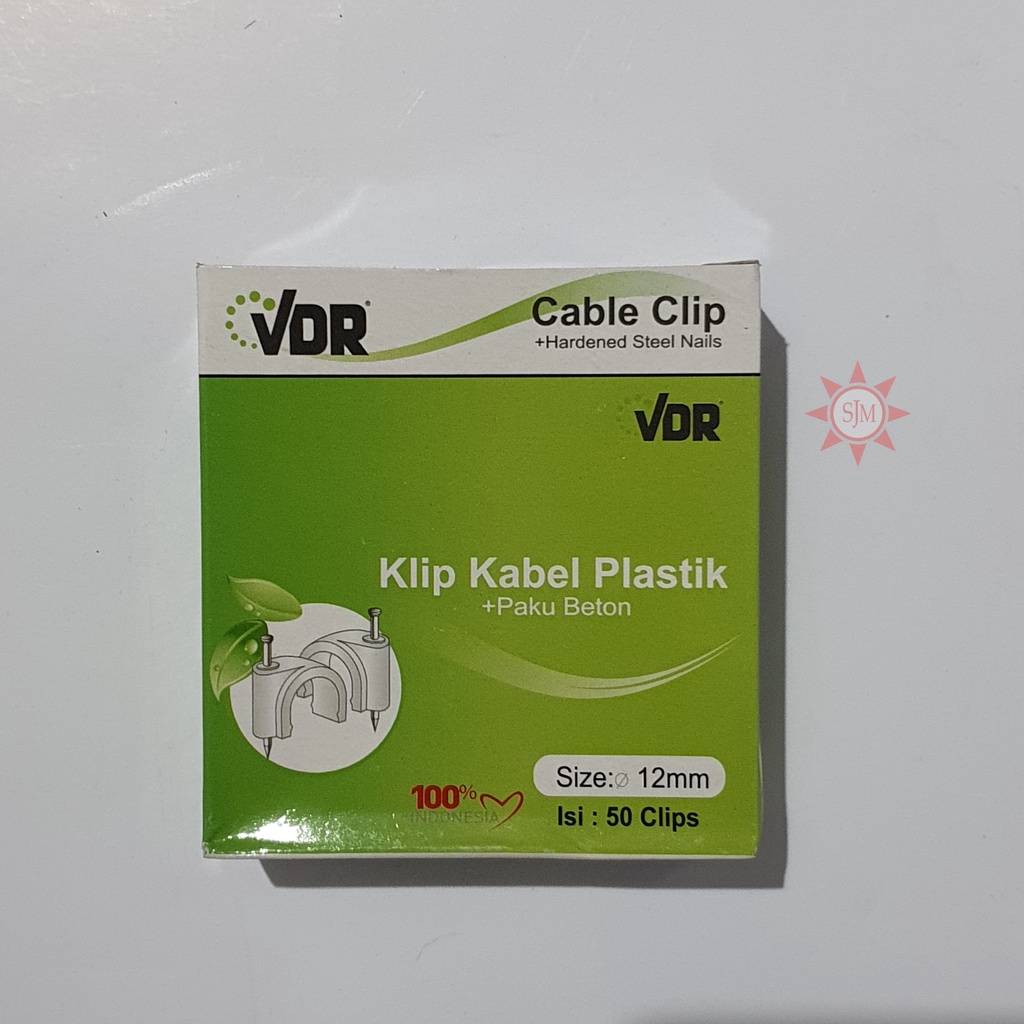 VDR®
Cable Clip
+Hardened Steel Nails
VDR
Klip Kabel Plastik
+Paku Beton
100%
INDONESIA
Size:⌀ 12mm
Isi : 50 Clips
SJM